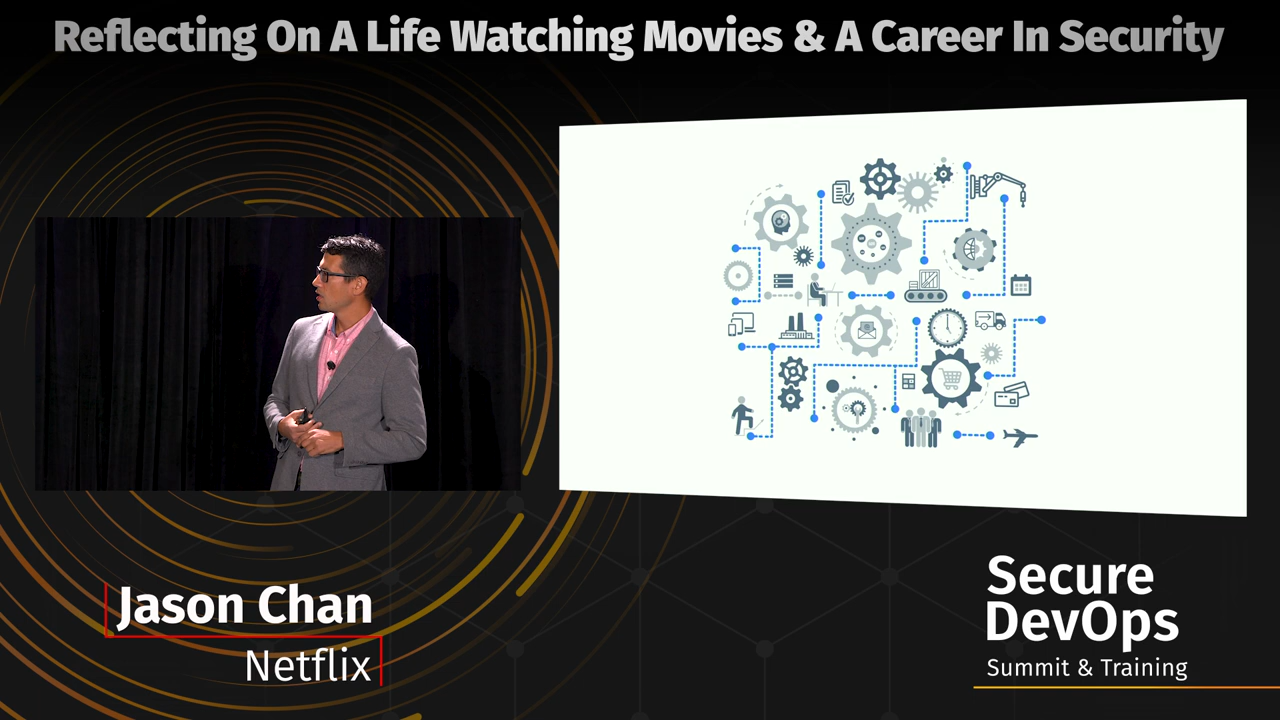 Reflecting On A Life Watching Movies & A Career In Security
Jason Chan
Netflix
Secure
DevOps
Summit & Training